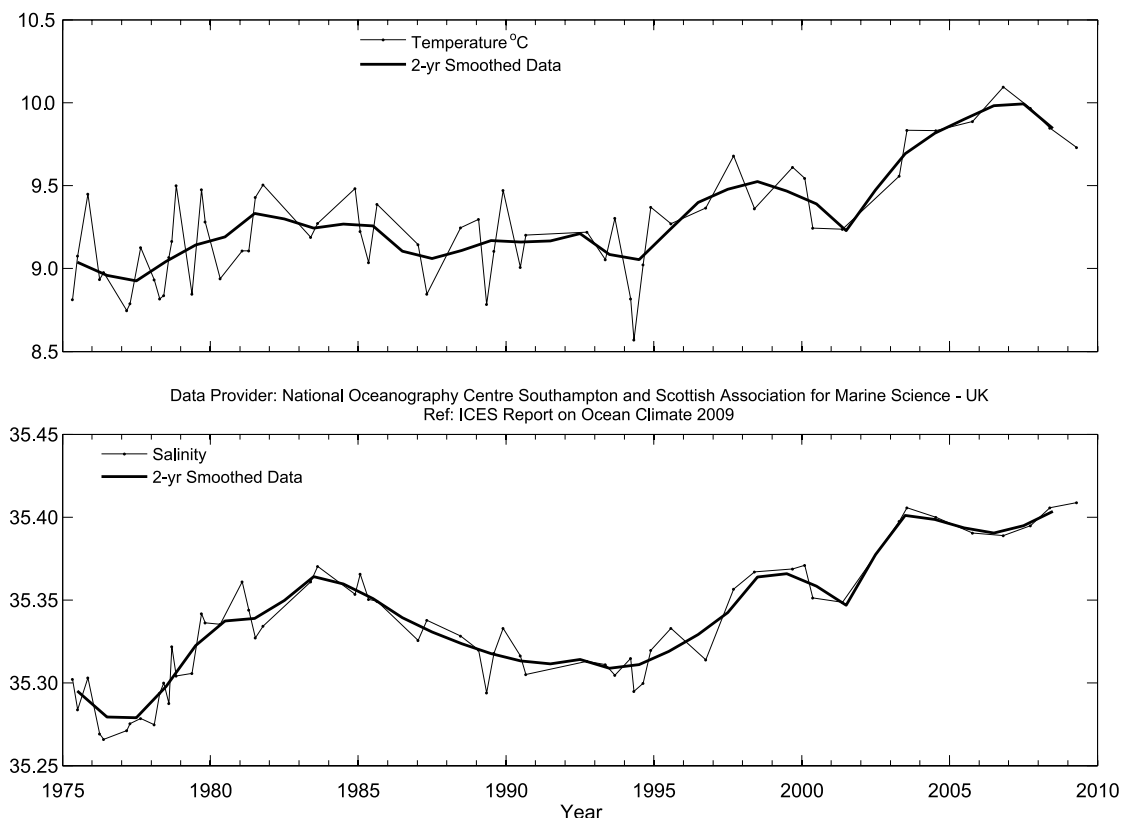 10.5
10.0
9.5
9.0
8.5
Temperature °C
2-yr Smoothed Data
Data Provider: National Oceanography Centre Southampton and Scottish Association for Marine Science - UK
Ref: ICES Report on Ocean Climate 2009
35.45
35.40
35.35
35.30
35.25
Salinity
2-yr Smoothed Data
1975 1980 1985 1990 1995 2000 2005 2010
Year